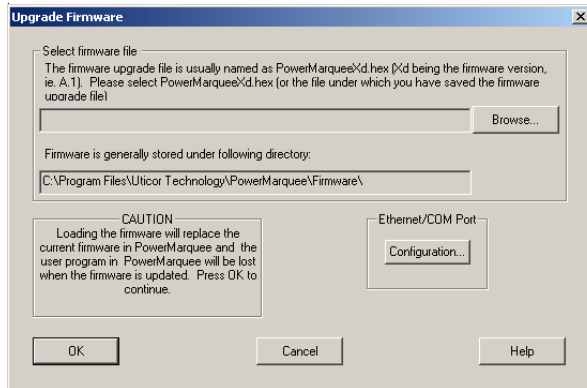 Upgrade Firmware
Select firmware file
The firmware upgrade file is usually named as PowerMarqueeXd.hex (Xd being the firmware version,
ie. A.1). Please select PowerMarqueeXd.hex (or the file under which you have saved the firmware
upgrade file)
Browse...
Firmware is generally stored under following directory:
C:\Program Files\Uticor Technology\PowerMarquee\Firmware\
CAUTION
Loading the firmware will replace the
current firmware in PowerMarquee and the
user program in PowerMarquee will be lost
when the firmware is updated. Press OK to
continue.
Ethernet/COM Port
Configuration...
OK
Cancel
Help